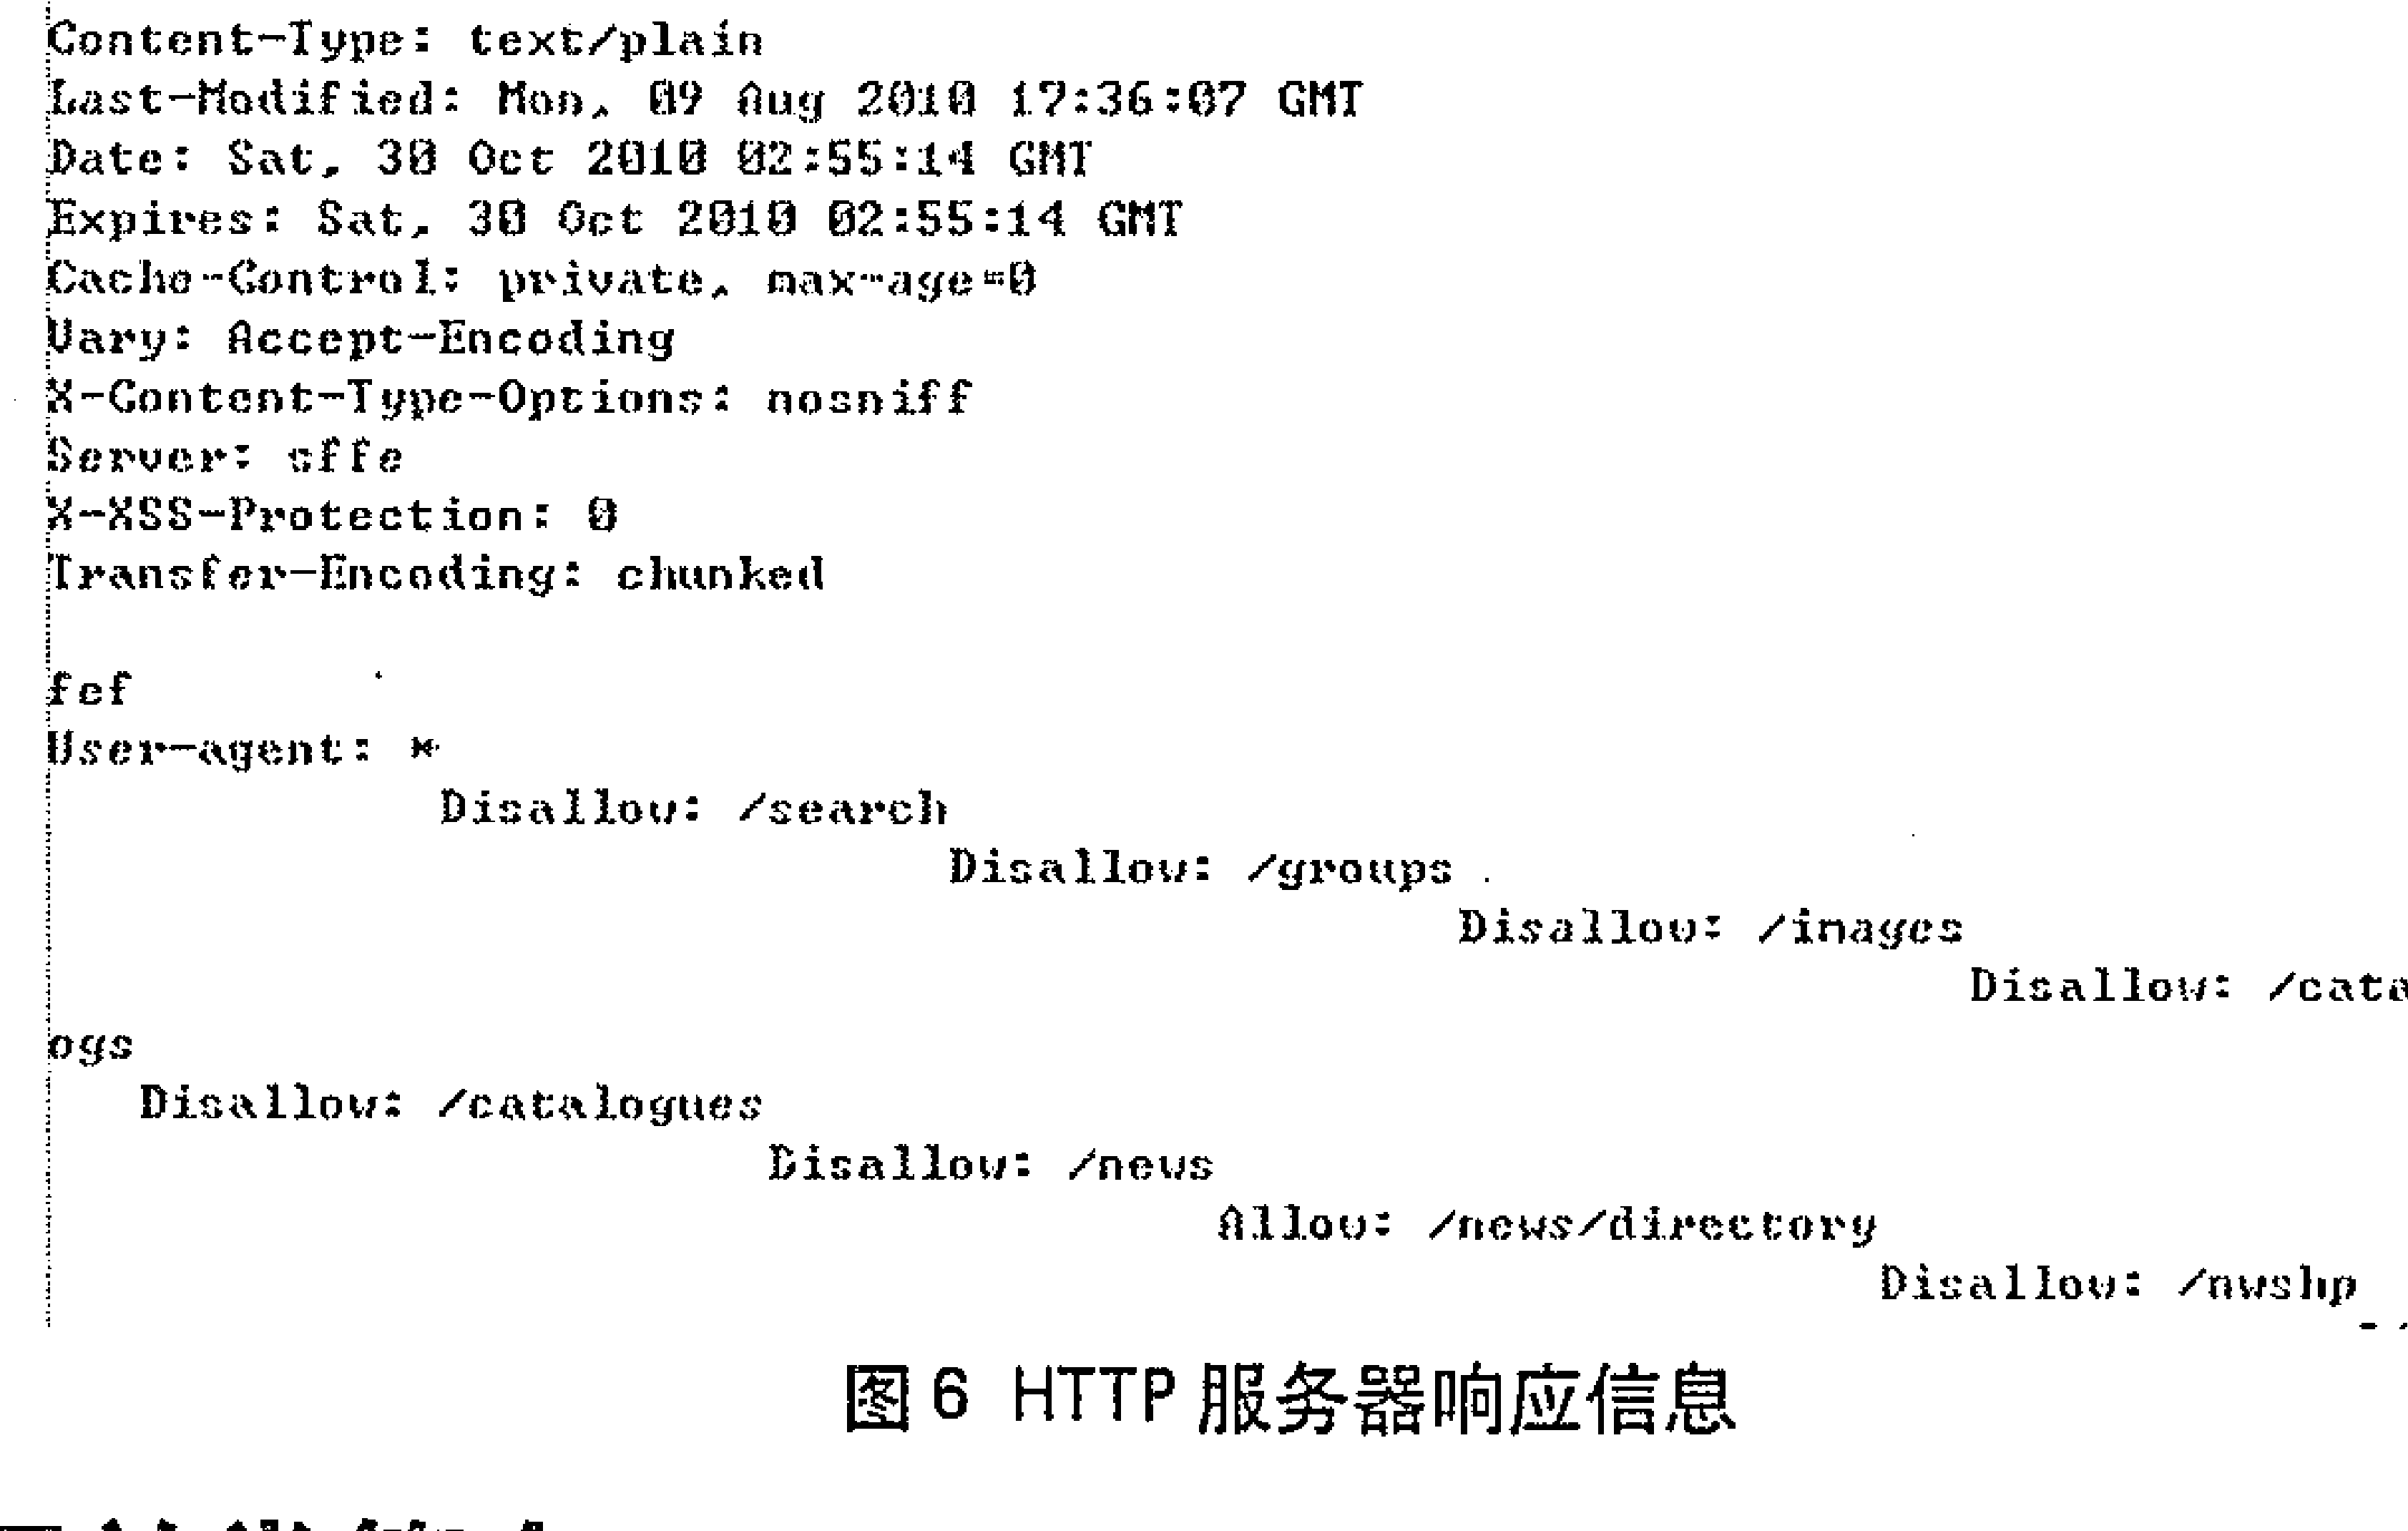 Content-Type: text/plain
Last-Modified: Mon, 09 Aug 2010 17:36:07 GMT
Date: Sat, 30 Oct 2010 02:55:14 GMT
Expires: Sat, 30 Oct 2010 02:55:14 GMT
Cache-Control: private, max-age=0
Vary: Accept-Encoding
X-Content-Type-Options: nosniff
Server: sffe
X-XSS-Protection: 0
Transfer-Encoding: chunked
fef
User-agent: *
Disallow: /search
Disallow: /groups
Disallow: /images
Disallow: /cata
ogs
Disallow: /catalogues
Disallow: /news
Allow: /news/directory
Disallow: /nwshp
图 6 HTTP 服务器响应信息